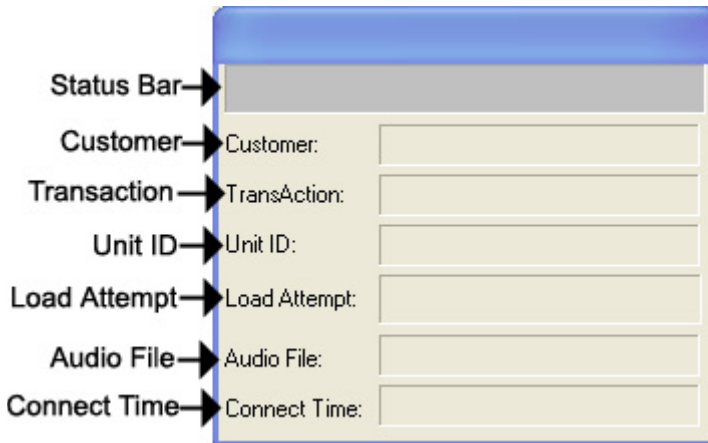 Status Bar
Customer Customer:
Transaction TransAction:
Unit ID Unit ID:
Load Attempt Load Attempt:
Audio File Audio File:
Connect Time Connect Time: